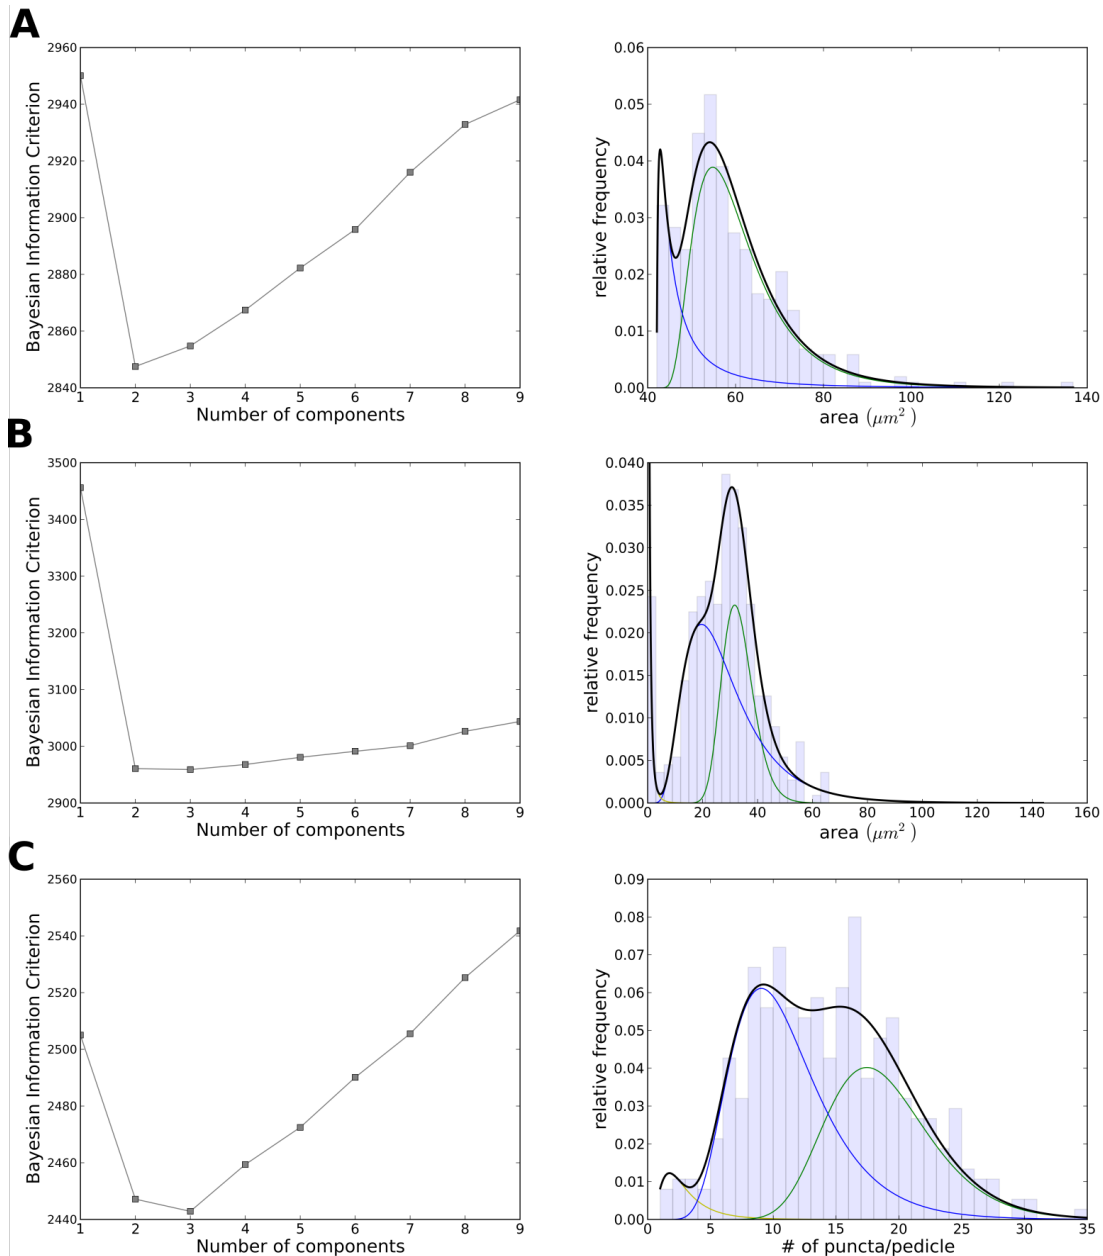 A
Bayesian Information Criterion
2960
2940
2920
2900
2880
2860
2840
1 2 3 4 5 6 7 8 9
Number of components
relative frequency
0.06
0.05
0.04
0.03
0.02
0.01
0.00
40 60 80 100 120 140
area (μm²)
B
Bayesian Information Criterion
3500
3400
3300
3200
3100
3000
2900
1 2 3 4 5 6 7 8 9
Number of components
relative frequency
0.040
0.035
0.030
0.025
0.020
0.015
0.010
0.005
0.000
0 20 40 60 80 100 120 140 160
area (μm²)
C
Bayesian Information Criterion
2560
2540
2520
2500
2480
2460
2440
1 2 3 4 5 6 7 8 9
Number of components
relative frequency
0.09
0.08
0.07
0.06
0.05
0.04
0.03
0.02
0.01
0.00
0 5 10 15 20 25 30 35
# of puncta/pedicle